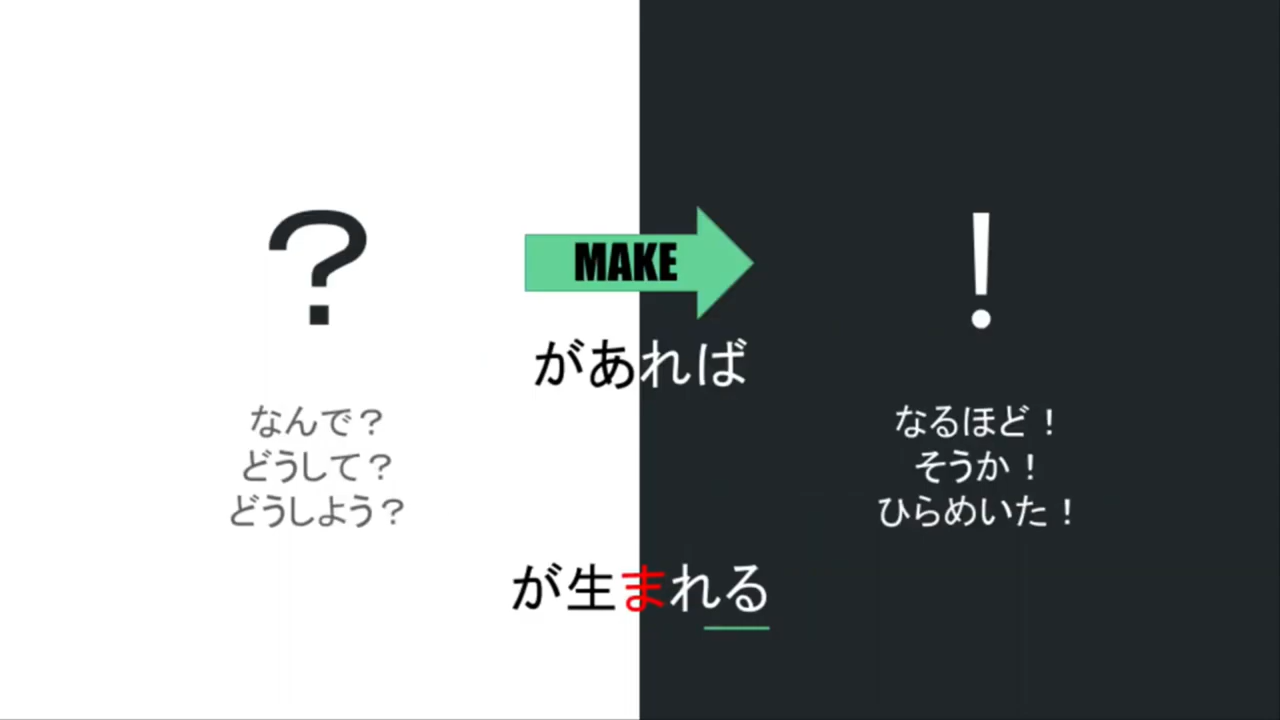 ？
MAKE
！
があれば
なんで？
どうして？
どうしよう？
なるほど！
そうか！
ひらめいた！
が生まれる